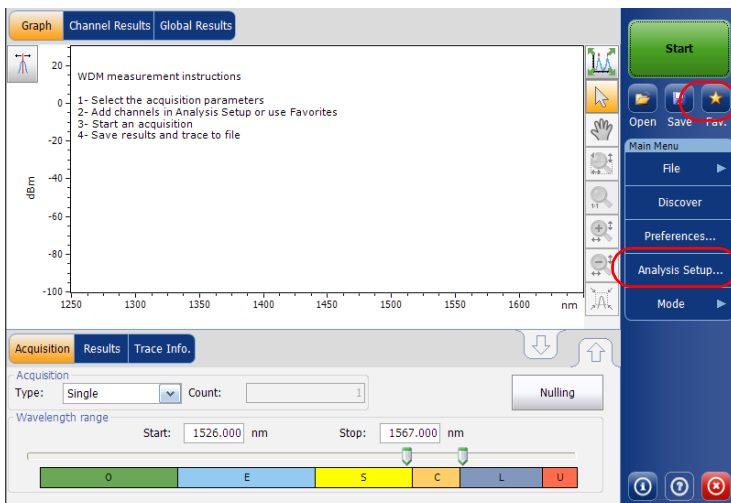 Graph Channel Results Global Results
Start
WDM measurement instructions
1- Select the acquisition parameters
2- Add channels in Analysis Setup or use Favorites
3- Start an acquisition
4- Save results and trace to file
20
0
-20
-40
-60
-80
-100
dBm
1250 1300 1350 1400 1450 1500 1550 1600 nm
1:1
Open Save Fav.
Main Menu
File
Discover
Preferences...
Analysis Setup...
Mode
Acquisition Results Trace Info.
Acquisition
Type: Single Count: 1
Nulling
Wavelength range
Start: 1526.000 nm Stop: 1567.000 nm
O E S C L U